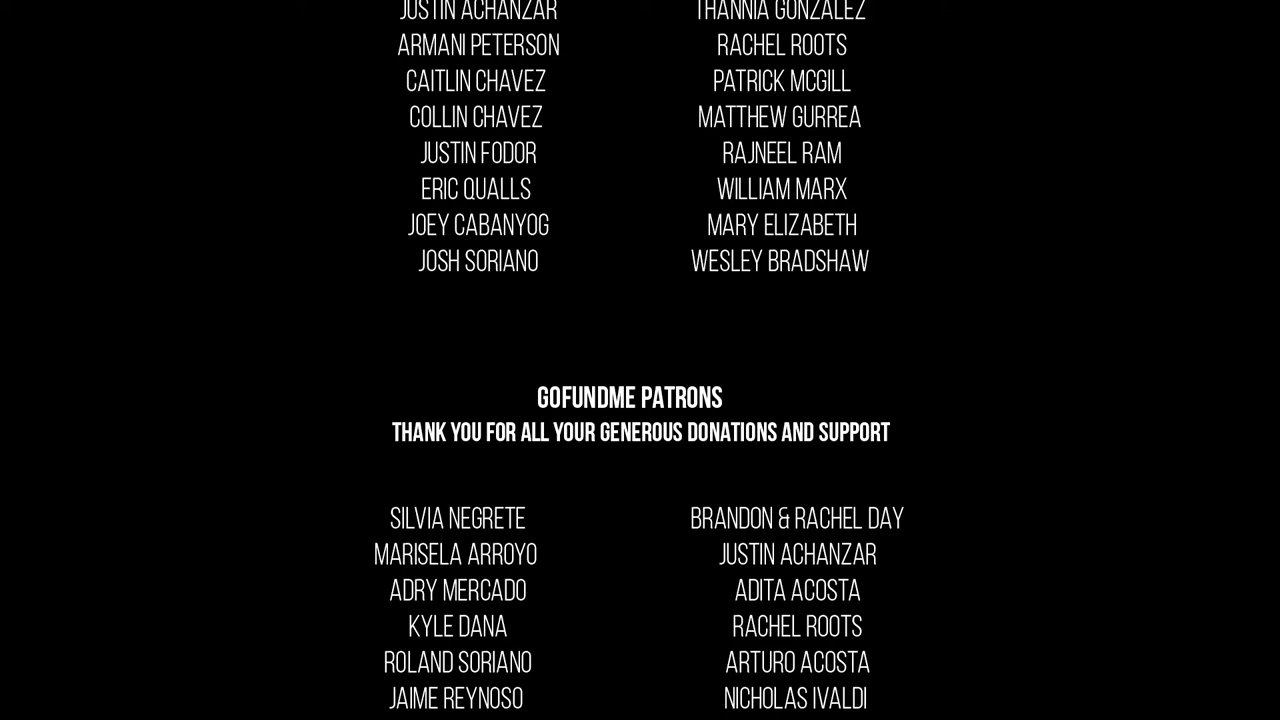 JUSTIN ACHANZAR THANNIA GONZALEZ
ARMANI PETERSON RACHEL ROOTS
CAITLIN CHAVEZ PATRICK MCGILL
COLLIN CHAVEZ MATTHEW GURREA
JUSTIN FODOR RAJNEEL RAM
ERIC QUALLS WILLIAM MARX
JOEY CABANYOG MARY ELIZABETH
JOSH SORIANO WESLEY BRADSHAW
GOFUNDME PATRONS
THANK YOU FOR ALL YOUR GENEROUS DONATIONS AND SUPPORT
SILVIA NEGRETE BRANDON & RACHEL DAY
MARISELA ARROYO JUSTIN ACHANZAR
ADRY MERCADO ADITA ACOSTA
KYLE DANA RACHEL ROOTS
ROLAND SORIANO ARTURO ACOSTA
JAIME REYNOSO NICHOLAS IVALDI